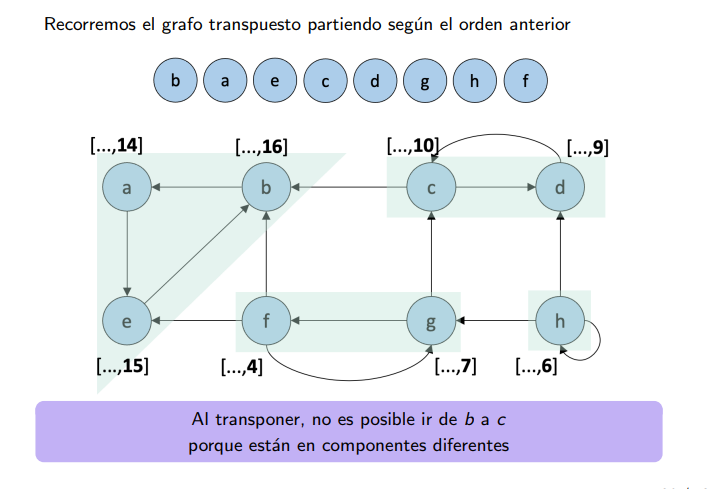 Recorremos el grafo transpuesto partiendo según el orden anterior
b a e c d g h f
[...,14] [...,16] [...,10] [...,9]
a b c d
e f g h
[...,15] [...,4] [...,7] [...,6]
Al transponer, no es posible ir de b a c
porque están en componentes diferentes